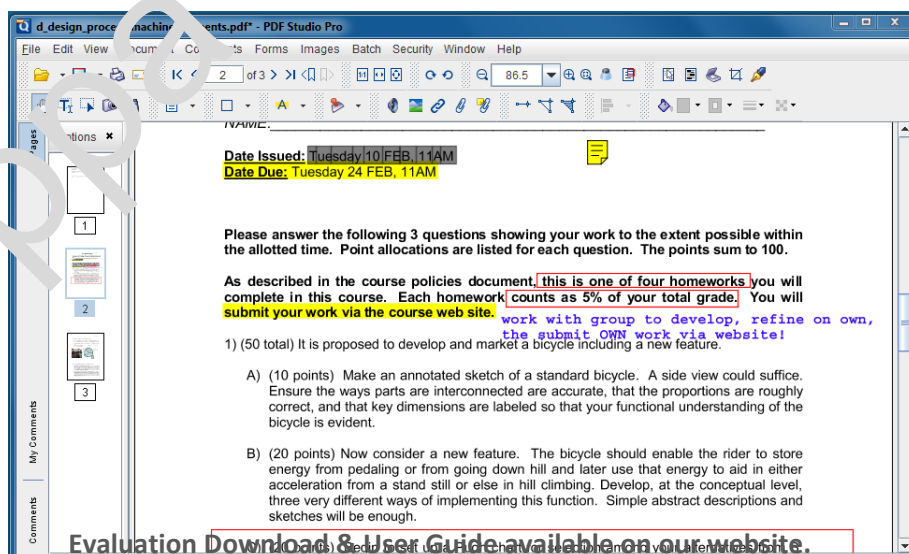 d_design_proce machine ents.pdf* - PDF Studio Pro
File Edit View Forms Images Batch Security Window Help
2 of 3 86.5
Pages
My Comments
Comments
1
2
3
NAME:
Date Issued: Tuesday 10 FEB, 11AM
Date Due: Tuesday 24 FEB, 11AM
Please answer the following 3 questions showing your work to the extent possible within
the allotted time. Point allocations are listed for each question. The points sum to 100.
As described in the course policies document, this is one of four homeworks you will
complete in this course. Each homework counts as 5% of your total grade. You will
submit your work via the course web site.
work with group to develop, refine on own,
the submit OWN work via website!
1) (50 total) It is proposed to develop and market a bicycle including a new feature.
A) (10 points) Make an annotated sketch of a standard bicycle. A side view could suffice.
Ensure the ways parts are interconnected are accurate, that the proportions are roughly
correct, and that key dimensions are labeled so that your functional understanding of the
bicycle is evident.
B) (20 points) Now consider a new feature. The bicycle should enable the rider to store
energy from pedaling or from going down hill and later use that energy to aid in either
acceleration from a stand still or else in hill climbing. Develop, at the conceptual level,
three very different ways of implementing this function. Simple abstract descriptions and
sketches will be enough.
Evaluation Download & User Guide available on our website.